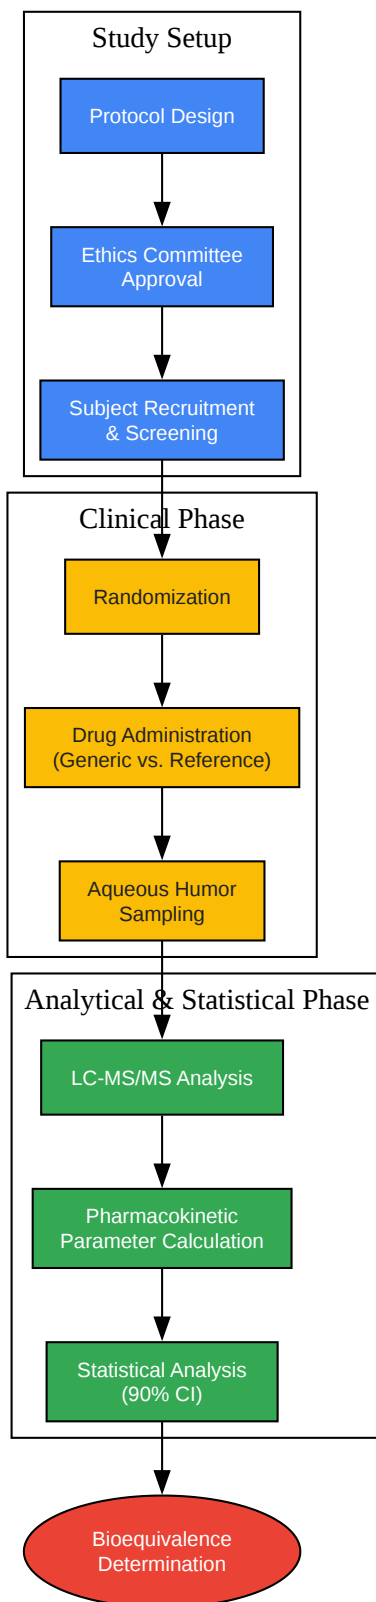 Study Setup
Protocol Design
Ethics Committee
Approval
Subject Recruitment
& Screening
Clinical Phase
Randomization
Drug Administration
(Generic vs. Reference)
Aqueous Humor
Sampling
Analytical & Statistical Phase
LC-MS/MS Analysis
Pharmacokinetic
Parameter Calculation
Statistical Analysis
(90% CI)
Bioequivalence
Determination